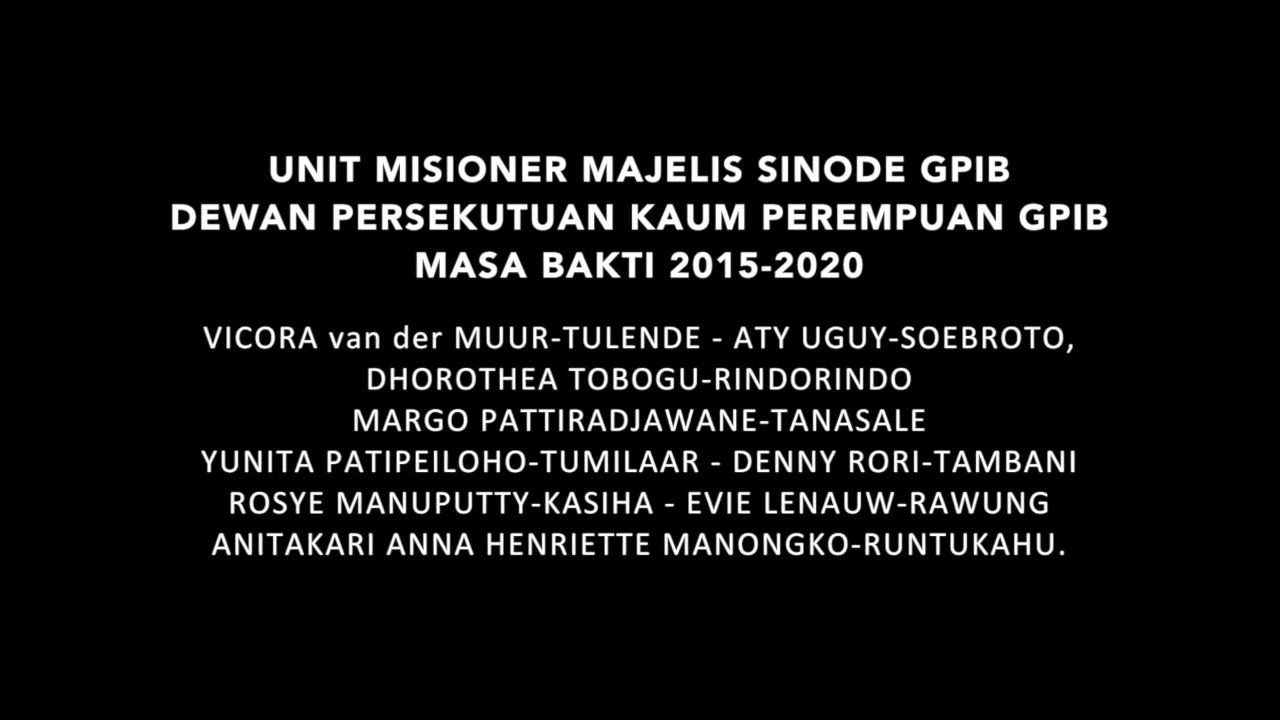 UNIT MISIONER MAJELIS SINODE GPIB
DEWAN PERSEKUTUAN KAUM PEREMPUAN GPIB
MASA BAKTI 2015-2020
VICORA van der MUUR-TULENDE - ATY UGUY-SOEBROTO,
DHOROTHEA TOBOGU-RINDORINDO
MARGO PATTIRADJAWANE-TANASALE
YUNITA PATIPEILOHO-TUMILAAR - DENNY RORI-TAMBANI
ROSYE MANUPUTTY-KASIHA - EVIE LENAUW-RAWUNG
ANITAKARI ANNA HENRIETTE MANONGKO-RUNTUKAHU.